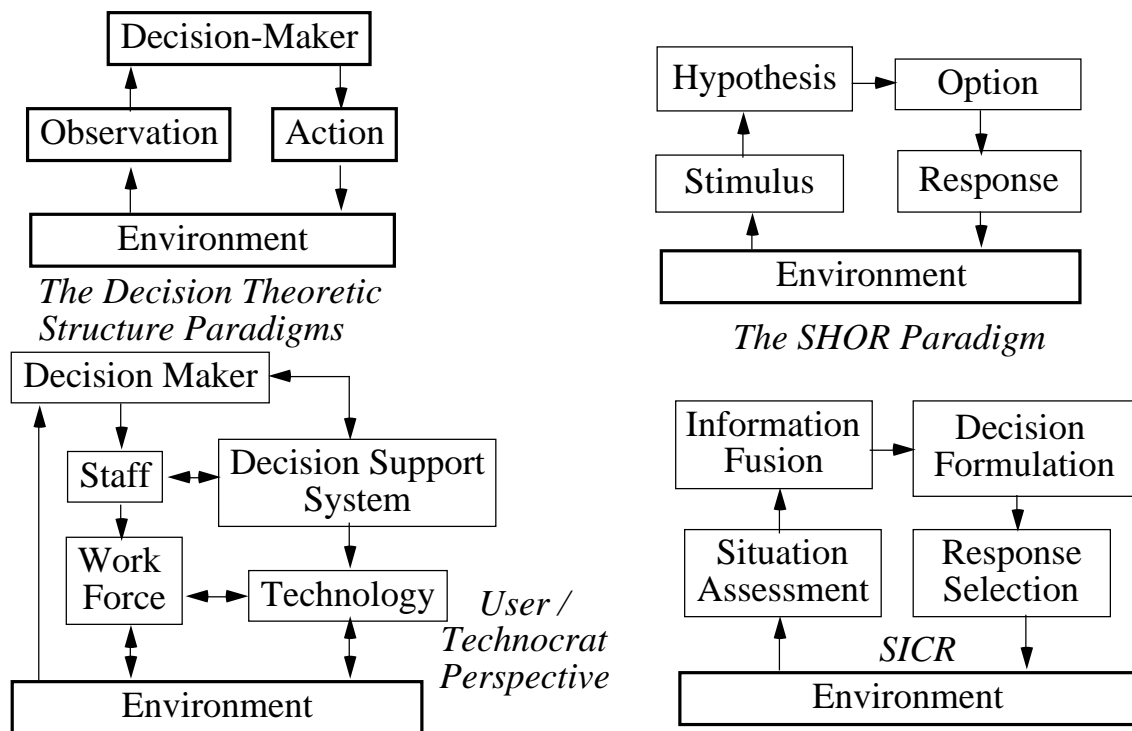 Decision-Maker
Observation
Action
Environment
The Decision Theoretic
Structure Paradigms
Hypothesis
Option
Stimulus
Response
Environment
The SHOR Paradigm
Decision Maker
Staff
Decision Support
System
Work
Force
Technology
User /
Technocrat
Perspective
Environment
Information
Fusion
Decision
Formulation
Situation
Assessment
Response
Selection
SICR
Environment